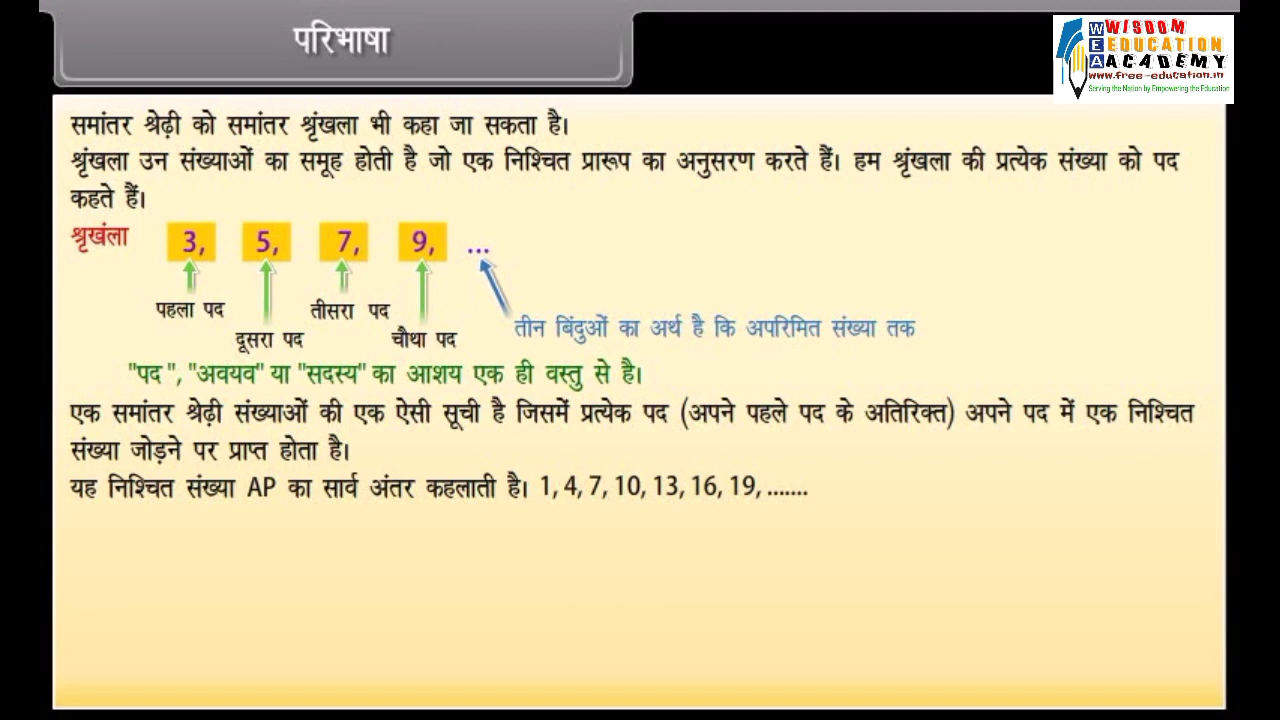 परिभाषा
WEA
WISDOM
EDUCATION
ACADEMY
www.free-education.in
Serving the Nation by Empowering the Education
समांतर श्रेढ़ी को समांतर श्रृंखला भी कहा जा सकता है।
श्रृंखला उन संख्याओं का समूह होती है जो एक निश्चित प्रारूप का अनुसरण करते हैं। हम श्रृंखला की प्रत्येक संख्या को पद
कहते हैं।
श्रृखंला 3, 5, 7, 9, ...
पहला पद
दूसरा पद
तीसरा पद
चौथा पद
तीन बिंदुओं का अर्थ है कि अपरिमित संख्या तक
"पद ", "अवयव" या "सदस्य" का आशय एक ही वस्तु से है।
एक समांतर श्रेढ़ी संख्याओं की एक ऐसी सूची है जिसमें प्रत्येक पद (अपने पहले पद के अतिरिक्त) अपने पद में एक निश्चित
संख्या जोड़ने पर प्राप्त होता है।
यह निश्चित संख्या AP का सार्व अंतर कहलाती है। 1, 4, 7, 10, 13, 16, 19, .......